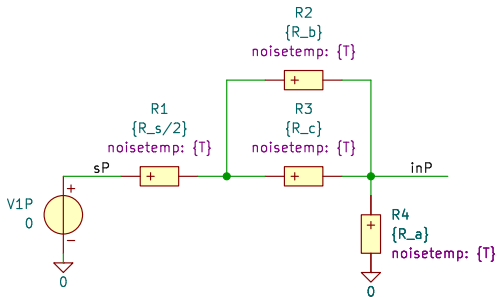 R2
{R_b}
noisetemp: {T}
R1
{R_s/2}
noisetemp: {T}
R3
{R_c}
noisetemp: {T}
sP
inP
V1P
0
R4
{R_a}
noisetemp: {T}
0
0